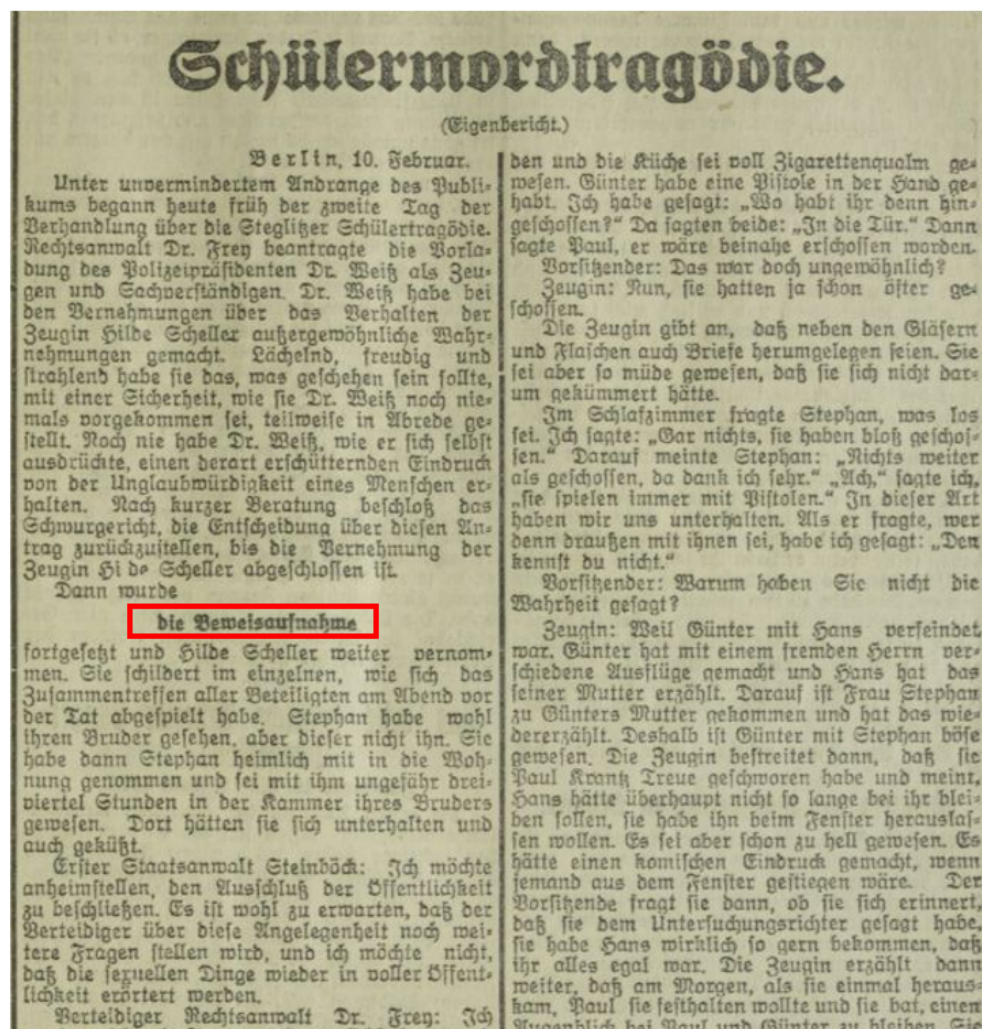 Schülermordtragödie.
(Eigenbericht.)
Berlin, 10. Februar.
Unter unvermindertem Andrange des Publi-
kums begann heute früh der zweite Tag der
Verhandlung über die Steglitzer Schülertragödie.
Rechtsanwalt Dr. Frey beantragte die Vorla-
dung des Polizeipräsidenten Dr. Weiß als Zeu-
gen und Sachverständigen. Dr. Weiß habe bei
den Vernehmungen über das Verhalten der
Zeugin Hilde Scheller außergewöhnliche Wahr-
nehmungen gemacht. Lächelnd, freudig und
strahlend habe sie das, was geschehen sein sollte,
mit einer Sicherheit, wie sie Dr. Weiß noch nie-
mals vorgekommen sei, teilweise in Abrede ge-
stellt. Noch nie habe Dr. Weiß, wie er sich selbst
ausdrückte, einen derart erschütternden Eindruck
von der Unglaubwürdigkeit eines Menschen er-
halten. Nach kurzer Beratung beschloß das
Schwurgericht, die Entscheidung über diesen An-
trag zurückzustellen, bis die Vernehmung der
Zeugin Hi de Scheller abgeschlossen ist.
Dann wurde
die Beweisaufnahme
fortgesetzt und Hilde Scheller weiter vernom-
men. Sie schildert im einzelnen, wie sich das
Zusammentreffen aller Beteiligten am Abend vor
der Tat abgespielt habe. Stephan habe wohl
ihren Bruder gesehen, aber dieser nicht ihn. Sie
habe dann Stephan heimlich mit in die Woh-
nung genommen und sei mit ihm ungefähr drei-
viertel Stunden in der Kammer ihres Bruders
gewesen. Dort hätten sie sich unterhalten und
auch geküßt.
Erster Staatsanwalt Steinböck: Ich möchte
anheimstellen, den Ausschluß der Öffentlichkeit
zu beschließen. Es ist wohl zu erwarten, daß der
Verteidiger über diese Angelegenheit noch wei-
tere Fragen stellen wird, und ich möchte nicht,
daß die sexuellen Dinge wieder in voller Öffent-
lichkeit erörtert werden.
Verteidiger Rechtsanwalt Dr. Frey: Ich
den und die Küche sei voll Zigarettenqualm ge-
wesen. Günter habe eine Pistole in der Hand ge-
habt. Ich habe gesagt: „Wo habt ihr denn hin-
geschossen?“ Da sagten beide: „In die Tür.“ Dann
sagte Paul, er wäre beinahe erschossen worden.
Vorsitzender: Das war doch ungewöhnlich?
Zeugin: Nun, sie hatten ja schon öfter ge-
schossen.
Die Zeugin gibt an, daß neben den Gläsern
und Flaschen auch Briefe herumgelegen seien. Sie
sei aber so müde gewesen, daß sie sich nicht dar-
um gekümmert hätte.
Im Schlafzimmer fragte Stephan, was los
sei. Ich sagte: „Gar nichts, sie haben bloß geschos-
sen.“ Darauf meinte Stephan: „Nichts weiter
als geschossen, da dank ich sehr.“ „Ach,“ sagte ich,
„sie spielen immer mit Pistolen.“ In dieser Art
haben wir uns unterhalten. Als er fragte, wer
denn draußen mit ihnen sei, habe ich gesagt: „Den
kennst du nicht.“
Vorsitzender: Warum haben Sie nicht die
Wahrheit gesagt?
Zeugin: Weil Günter mit Hans verfeindet
war. Günter hat mit einem fremden Herrn ver-
schiedene Ausflüge gemacht und Hans hat das
seiner Mutter erzählt. Darauf ist Frau Stephan
zu Günters Mutter gekommen und hat das wie-
dererzählt. Deshalb ist Günter mit Stephan böse
gewesen. Die Zeugin bestreitet dann, daß sie
Paul Krantz Treue geschworen habe und meint,
Hans hätte überhaupt nicht so lange bei ihr blei-
ben sollen, sie habe ihn beim Fenster herauslas-
sen wollen. Es sei aber schon zu hell gewesen. Es
hätte einen komischen Eindruck gemacht, wenn
jemand aus dem Fenster gestiegen wäre. Der
Vorsitzende fragt sie dann, ob sie sich erinnert,
daß sie dem Untersuchungsrichter gesagt habe,
sie habe Hans wirklich so gern bekommen, daß
ihr alles egal war. Die Zeugin erzählt dann
weiter, daß am Morgen, als sie einmal heraus-
kam, Paul sie festhalten wollte und sie bat, einen
Augenblick bei Paul und Günter zu bleiben. Sie